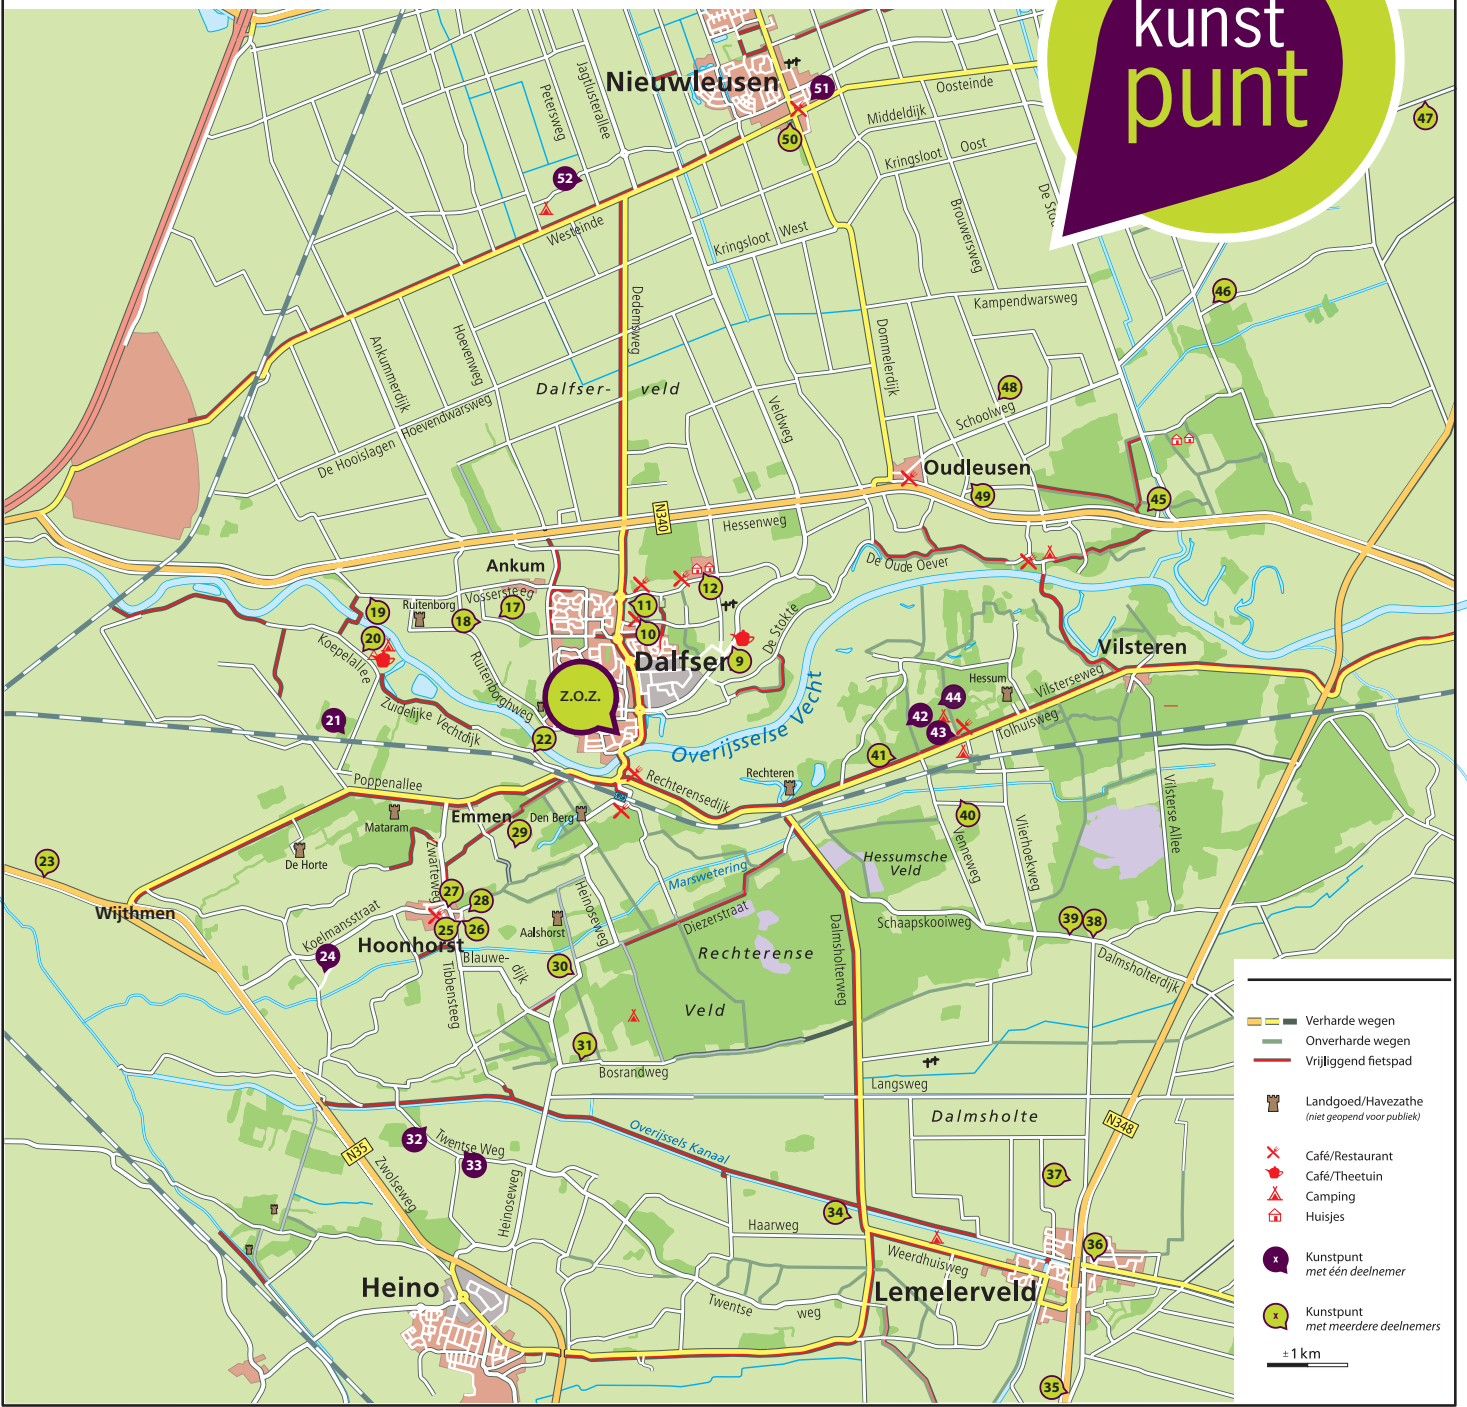 kunst
punt
Nieuwleusen
51
Oosteinde
47
Middeldijk
50
Kringsloot Oost
Petersweg
Jagtlusterallee
52
De Sto
Brouwersweg
Westeinde
Kringsloot West
46
Kampendwarsweg
Dedemsweg
Hoevenweg
Ankummerdijk
Dommelerdijk
Dalfser- veld
48
Schoolweg
Veldweg
Hoevendwarsweg
De Hooislagen
Oudleusen
49
45
N340
Hessenweg
De Oude Oever
Ankum
Vossersteeg
17
12
11
19
Ruitenborg
18
10
De Stokte
20
Koepelallee
Dalfsen
9
Vilsteren
Ruitenborghweg
Z.O.Z.
Hessum
Vilsterseweg
44
42
43
Tolhuisweg
21
Zuidelijke Vechtdijk
22
Overijsselse Vecht
41
Poppenallee
Rechterensedijk
Rechteren
Vilsterse Allee
Mataram
Emmen
Den Berg
29
40
Venneweg
Vlierhoekweg
De Horte
Zwarteweg
23
Hessumsche
Veld
Marswetering
27
28
Wijthmen
Koelmansstraat
25
26
Hoonhorst
Aalshorst
Heinoseweg
Diezerstraat
Schaapskooiweg
39
38
24
Blauwe-
dijk
30
Tibbensteeg
Rechterense
Veld
Dalmsholterweg
Dalmsholterdijk
31
Bosrandweg
Langsweg
Dalmsholte
N348
Overijssels Kanaal
32
Twentse Weg
33
N35
Zwolseweg
Heinoseweg
37
34
Haarweg
36
Weerdhuisweg
Heino
Lemelerveld
Twentse weg
35
Verharde wegen
Onverharde wegen
Vrijliggend fietspad
Landgoed/Havezathe
(niet geopend voor publiek)
Café/Restaurant
Café/Theetuin
Camping
Huisjes
x
Kunstpunt
met één deelnemer
x
Kunstpunt
met meerdere deelnemers
± 1 km